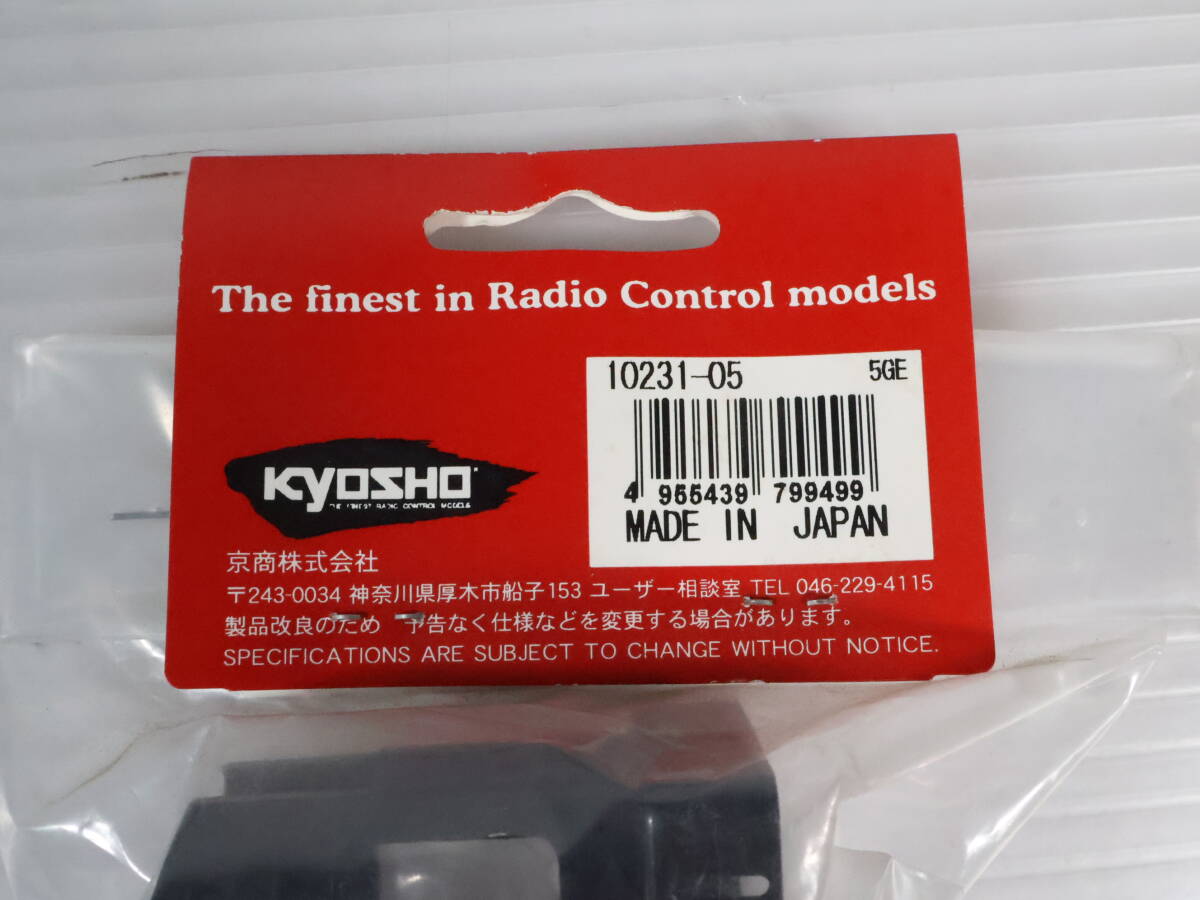 The finest in Radio Control models
10231-05 5GE
4 955439 799499
MADE IN JAPAN
KYOSHO
THE FINEST RADIO CONTROL MODELS
京商株式会社
〒243-0034 神奈川県厚木市船子153 ユーザー相談室 TEL 046-229-4115
製品改良のため 予告なく仕様などを変更する場合があります。
SPECIFICATIONS ARE SUBJECT TO CHANGE WITHOUT NOTICE.